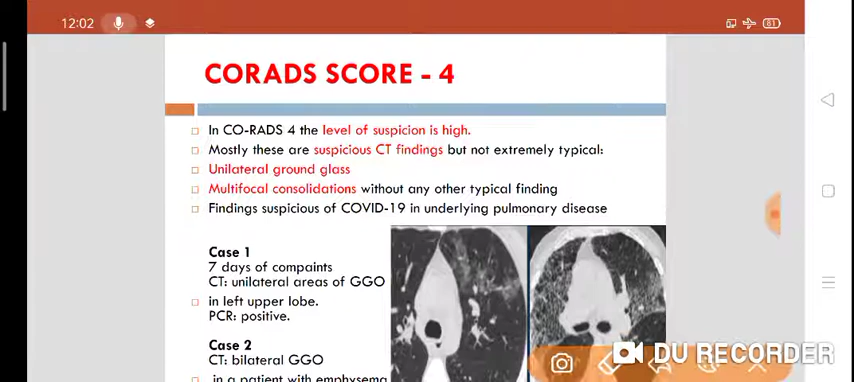 12:02
81
CORADS SCORE - 4
In CO-RADS 4 the level of suspicion is high.
Mostly these are suspicious CT findings but not extremely typical:
Unilateral ground glass
Multifocal consolidations without any other typical finding
Findings suspicious of COVID-19 in underlying pulmonary disease
Case 1
7 days of compaints
CT: unilateral areas of GGO
in left upper lobe.
PCR: positive.
Case 2
CT: bilateral GGO
in a patient with emphysema
DU RECORDER